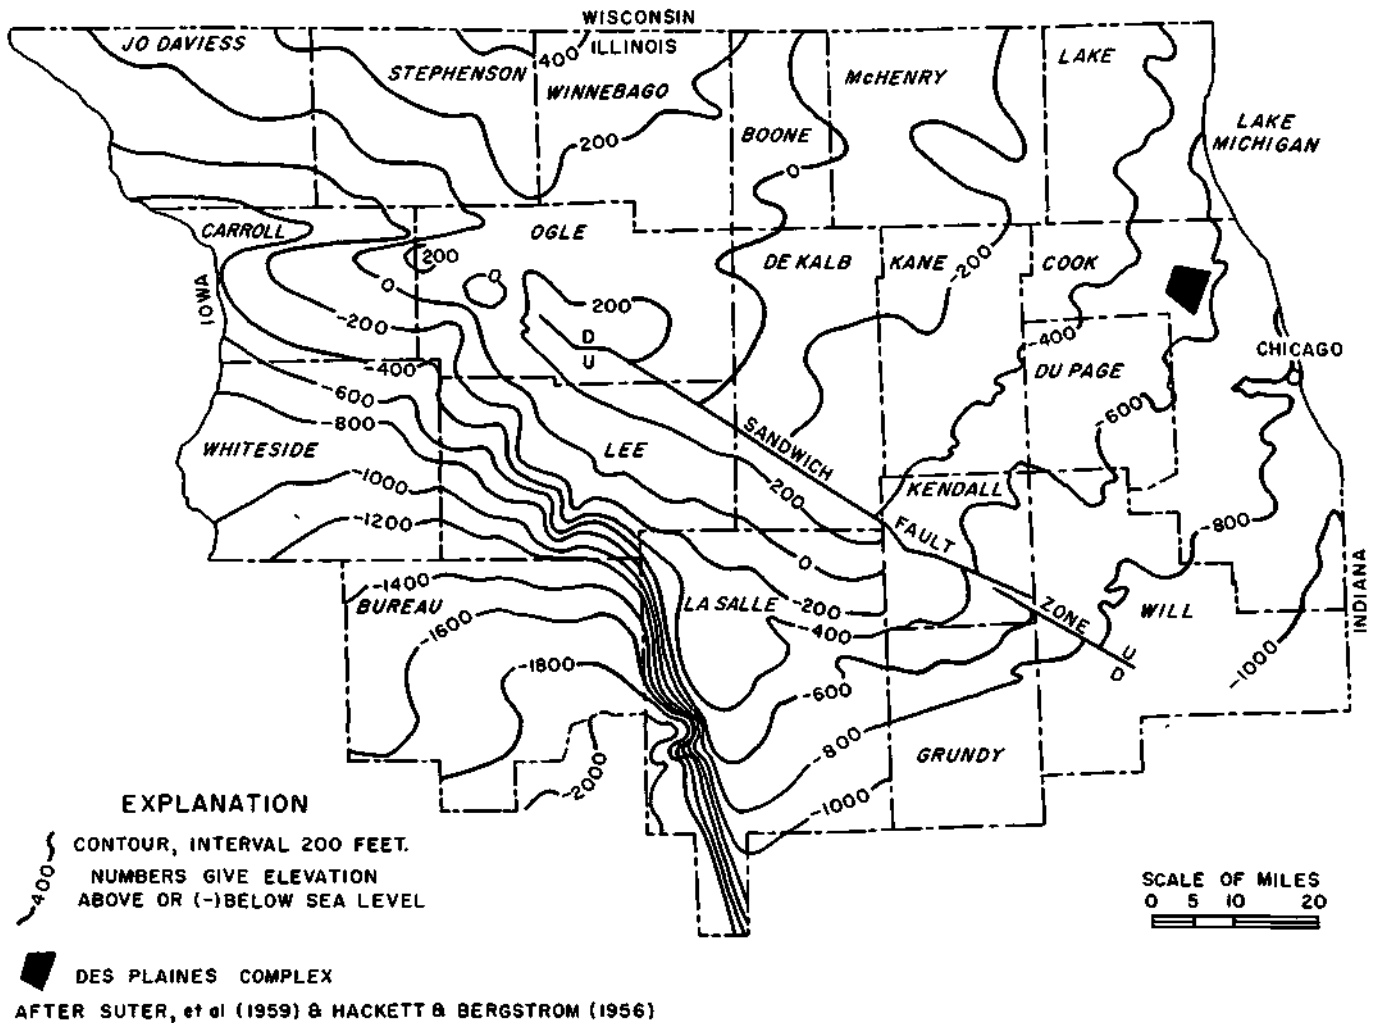 WISCONSIN
ILLINOIS
JO DAVIESS
STEPHENSON
400
WINNEBAGO
McHENRY
LAKE
BOONE
LAKE
MICHIGAN
200
0
CARROLL
OGLE
DE KALB
KANE
-200
COOK
IOWA
200
0
0
200
-200
D
U
-400
CHICAGO
-400
DU PAGE
-600
-600
-800
WHITESIDE
LEE
SANDWICH
-1000
200
KENDALL
-1200
FAULT
-800
0
-1400
BUREAU
LA SALLE
-200
ZONE
WILL
INDIANA
-1600
-400
U
D
-1800
-600
-1000
-800
GRUNDY
-2000
-1000
EXPLANATION
-400
CONTOUR, INTERVAL 200 FEET.
NUMBERS GIVE ELEVATION
ABOVE OR (-) BELOW SEA LEVEL
SCALE OF MILES
0 5 10 20
DES PLAINES COMPLEX
AFTER SUTER, et al (1959) & HACKETT & BERGSTROM (1956)